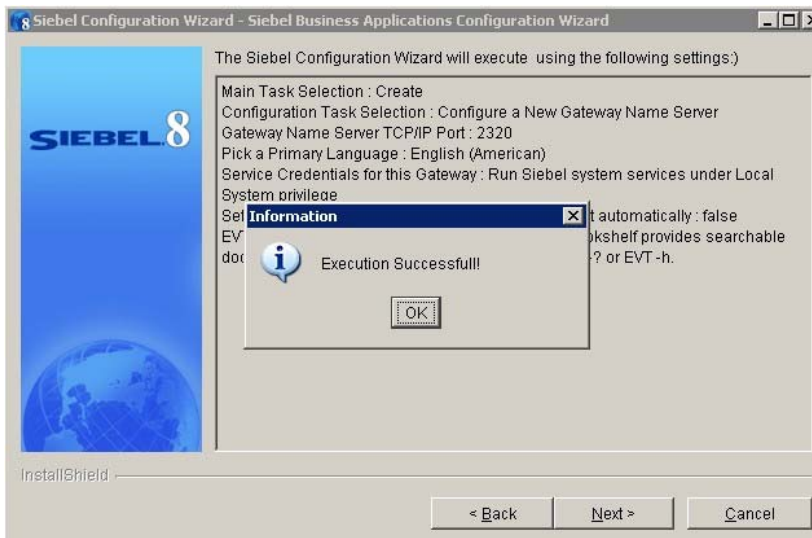 Siebel Configuration Wizard - Siebel Business Applications Configuration Wizard
SIEBEL 8
The Siebel Configuration Wizard will execute using the following settings:)
Main Task Selection : Create
Configuration Task Selection : Configure a New Gateway Name Server
Gateway Name Server TCP/IP Port : 2320
Pick a Primary Language : English (American)
Service Credentials for this Gateway : Run Siebel system services under Local
System privilege
automatically : false
provides searchable
-? or EVT -h.
Information
Execution Successfull!
OK
InstallShield
< Back
Next >
Cancel